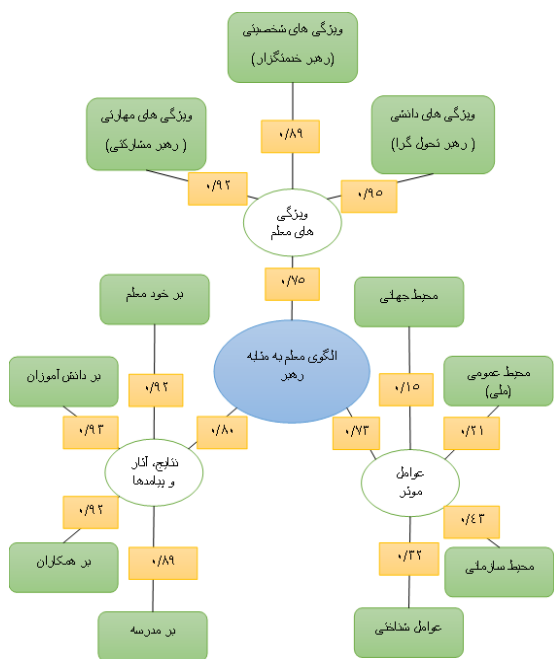 ویژگی های شخصیتی
(رهبر خدمتگزار)
ویژگی های دانشی
( رهبر تحول گرا)
ویژگی های مهارتی
( رهبر مشارکتی)
۰/۸۹
۰/۹۵
۰/۹۲
ویژگی
های معلم
۰/۷۵
محیط جهانی
بر خود معلم
الگوی معلم به مثابه
رهبر
محیط عمومی
(ملی)
بر دانش آموزان
۰/۱۵
۰/۹۲
۰/۲۱
۰/۷۳
۰/۸۰
۰/۹۳
عوامل
موثر
نتایج، آثار
و پیامدها
۰/۴۳
۰/۹۲
۰/۳۲
محیط سازمانی
بر همکاران
۰/۸۹
عوامل شناختی
بر مدرسه